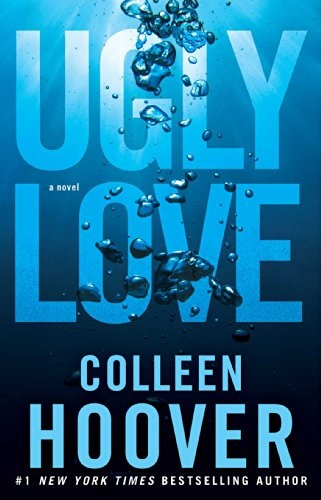 UGLY
a novel
LOVE
COLLEEN
HOOVER
#1 NEW YORK TIMES BESTSELLING AUTHOR